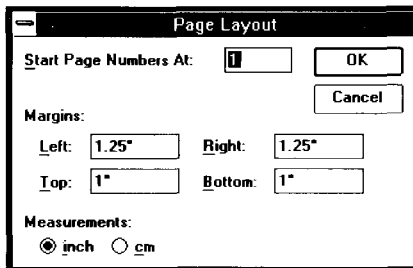 Page Layout
Start Page Numbers At: 1 OK
Cancel
Margins:
Left: 1.25" Right: 1.25"
Top: 1" Bottom: 1"
Measurements:
inch cm